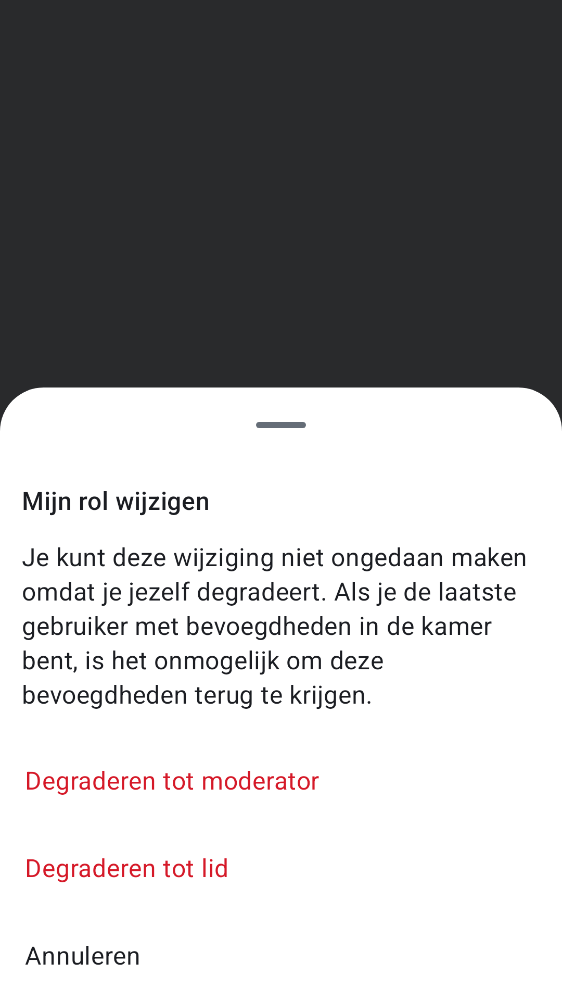 Mijn rol wijzigen
Je kunt deze wijziging niet ongedaan maken
omdat je jezelf degradeert. Als je de laatste
gebruiker met bevoegdheden in de kamer
bent, is het onmogelijk om deze
bevoegdheden terug te krijgen.
Degraderen tot moderator
Degraderen tot lid
Annuleren